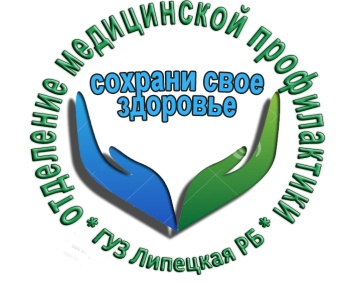 отделение медицинской профилактики
сохрани свое
здоровье
* ГУЗ Липецкая РБ *